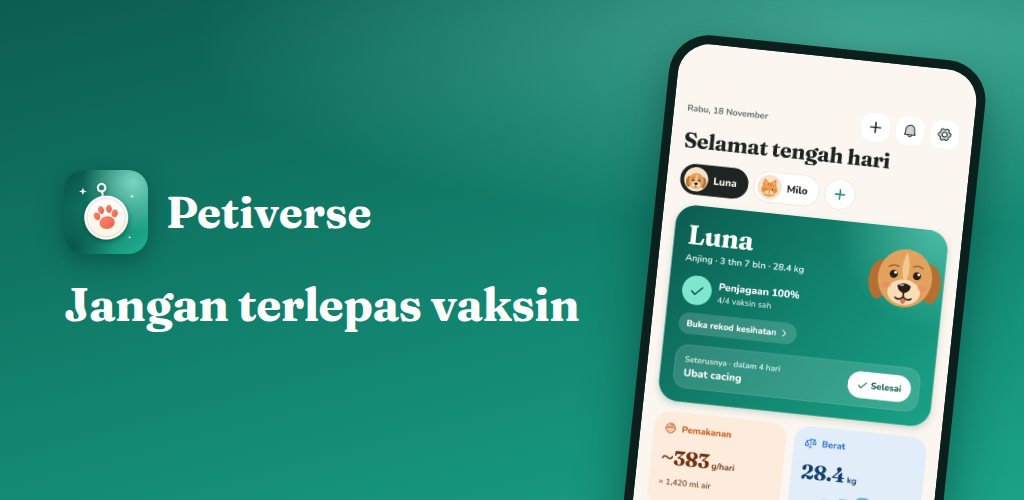 Petiverse
Jangan terlepas vaksin
Rabu, 18 November
Selamat tengah hari
Luna
Milo
Luna
Anjing · 3 thn 7 bln · 28.4 kg
Penjagaan 100%
4/4 vaksin sah
Buka rekod kesihatan
Seterusnya · dalam 4 hari
Ubat cacing
Selesai
Pemakanan
~383 g/hari
≈ 1,420 ml air
Berat
28.4 kg